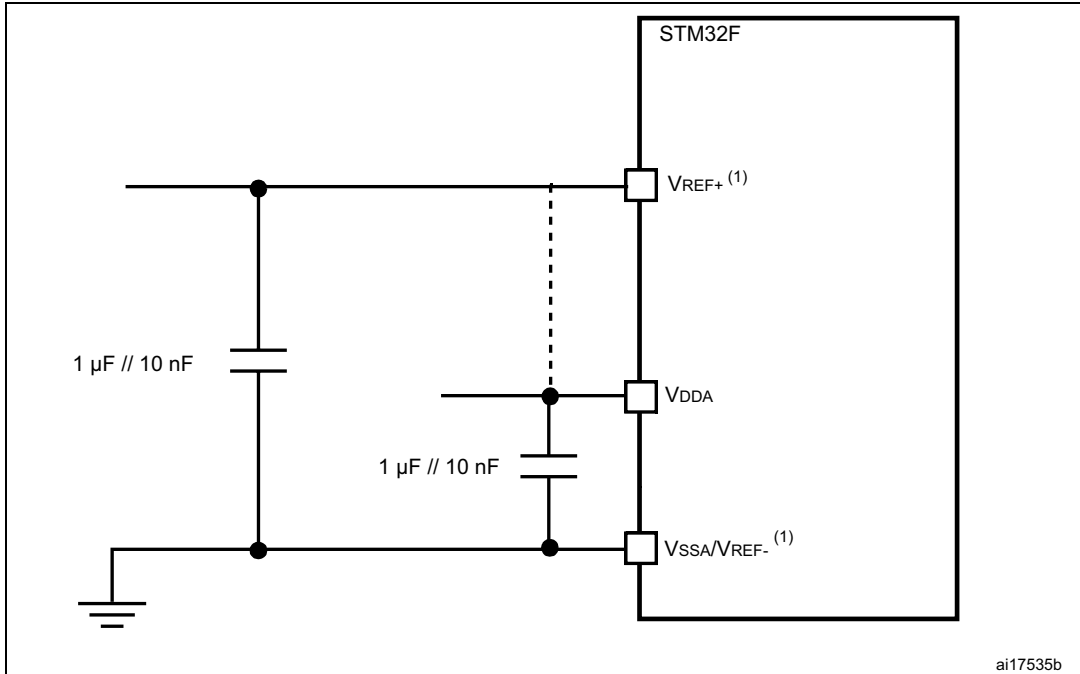 STM32F
VREF+ (1)
1 µF // 10 nF
VDDA
1 µF // 10 nF
VSSA/VREF- (1)
ai17535b